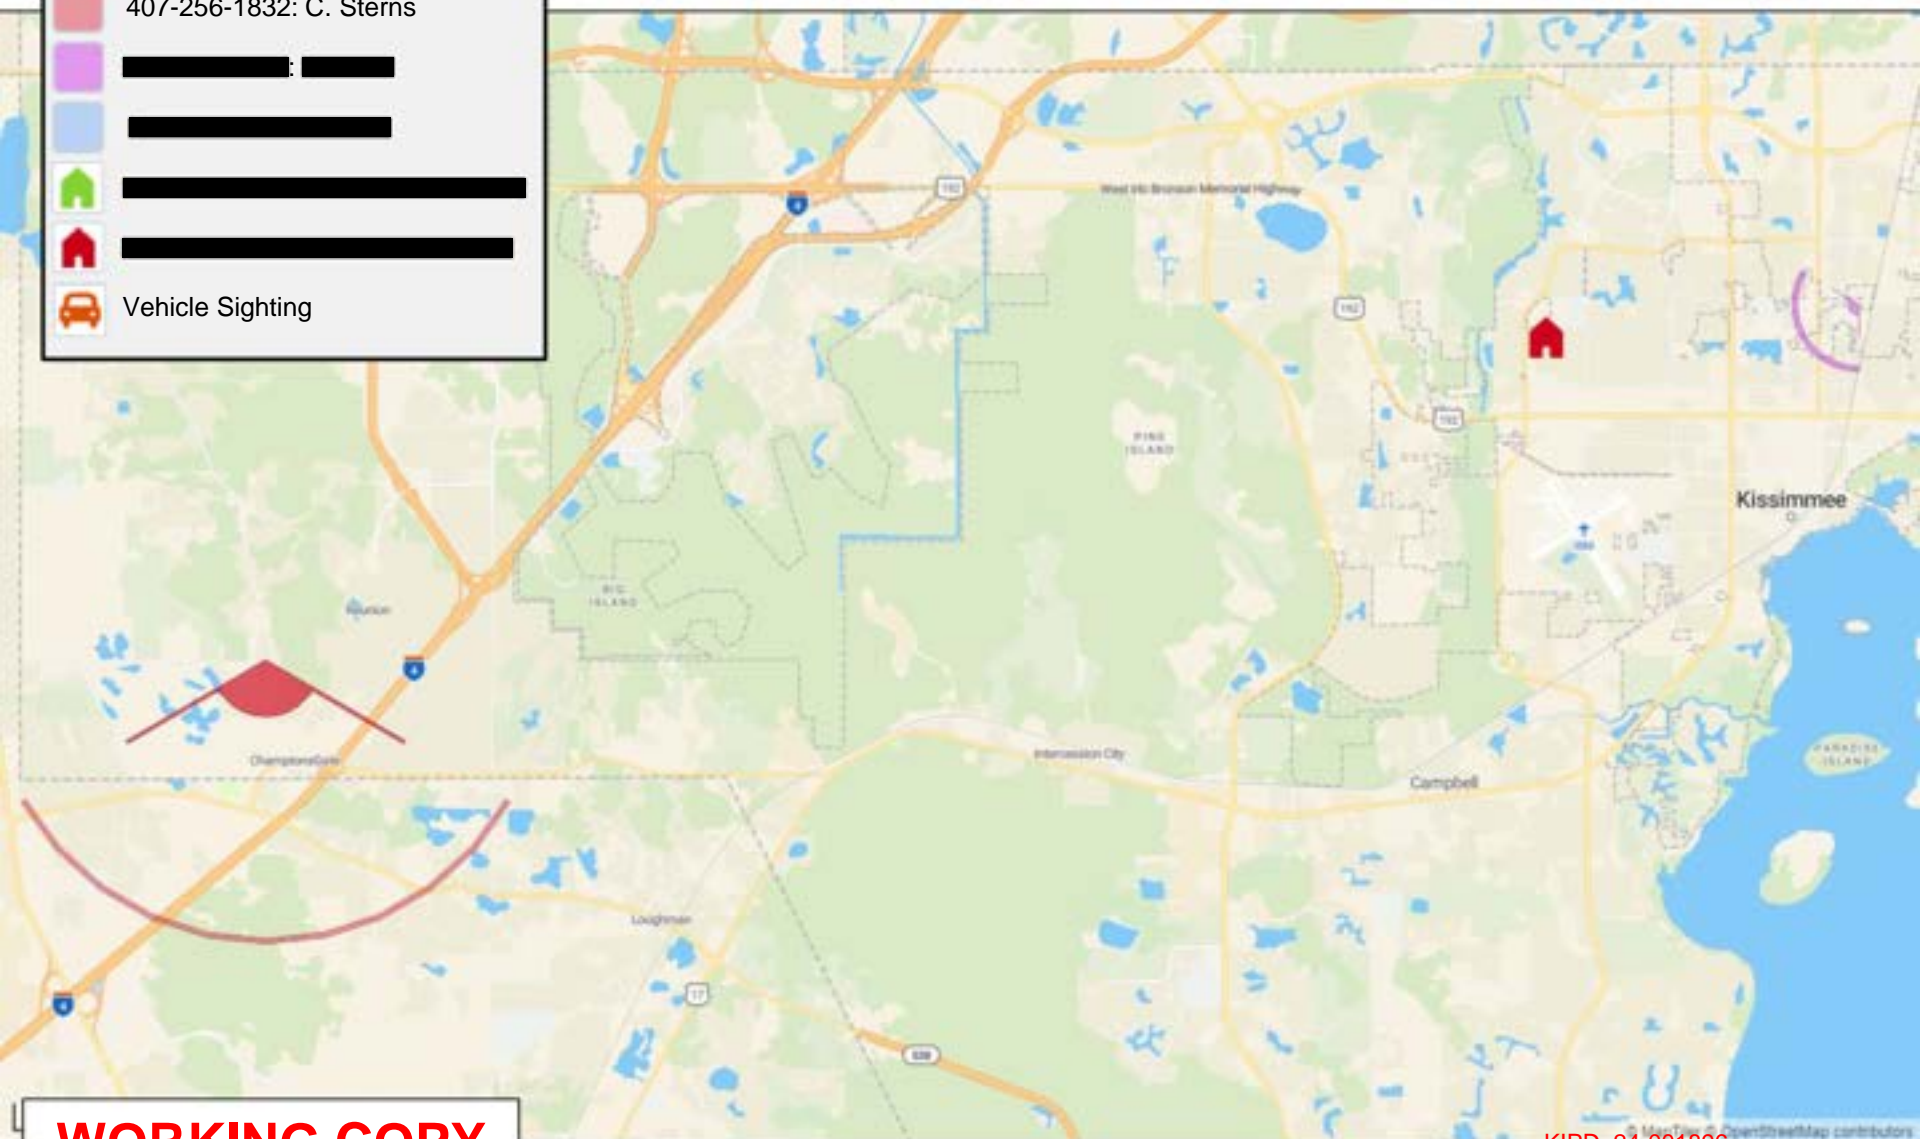 407-256-1832: C. Sterns
:
Vehicle Sighting
4
192
West Irlo Bronson Memorial Highway
192
PINE
ISLAND
192
Kissimmee
BIG
ISLAND
Reunion
4
ChampionsGate
Intercession City
Campbell
PARADISE
ISLAND
Loughman
17
4
538
WORKING COPY
© MapTiler © OpenStreetMap contributors